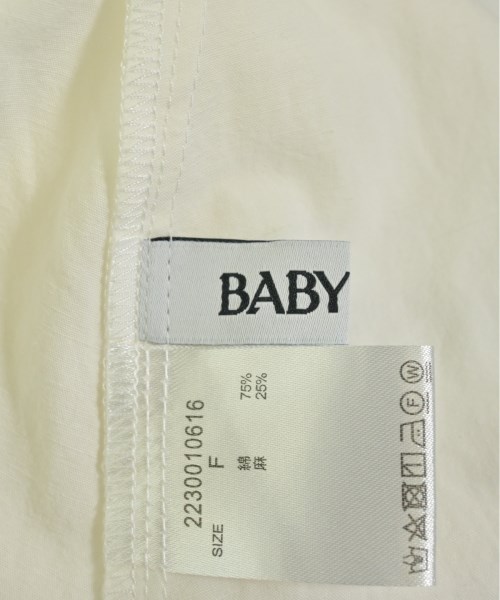 BABY
2230010616
SIZE F
綿 75%
麻 25%
F W